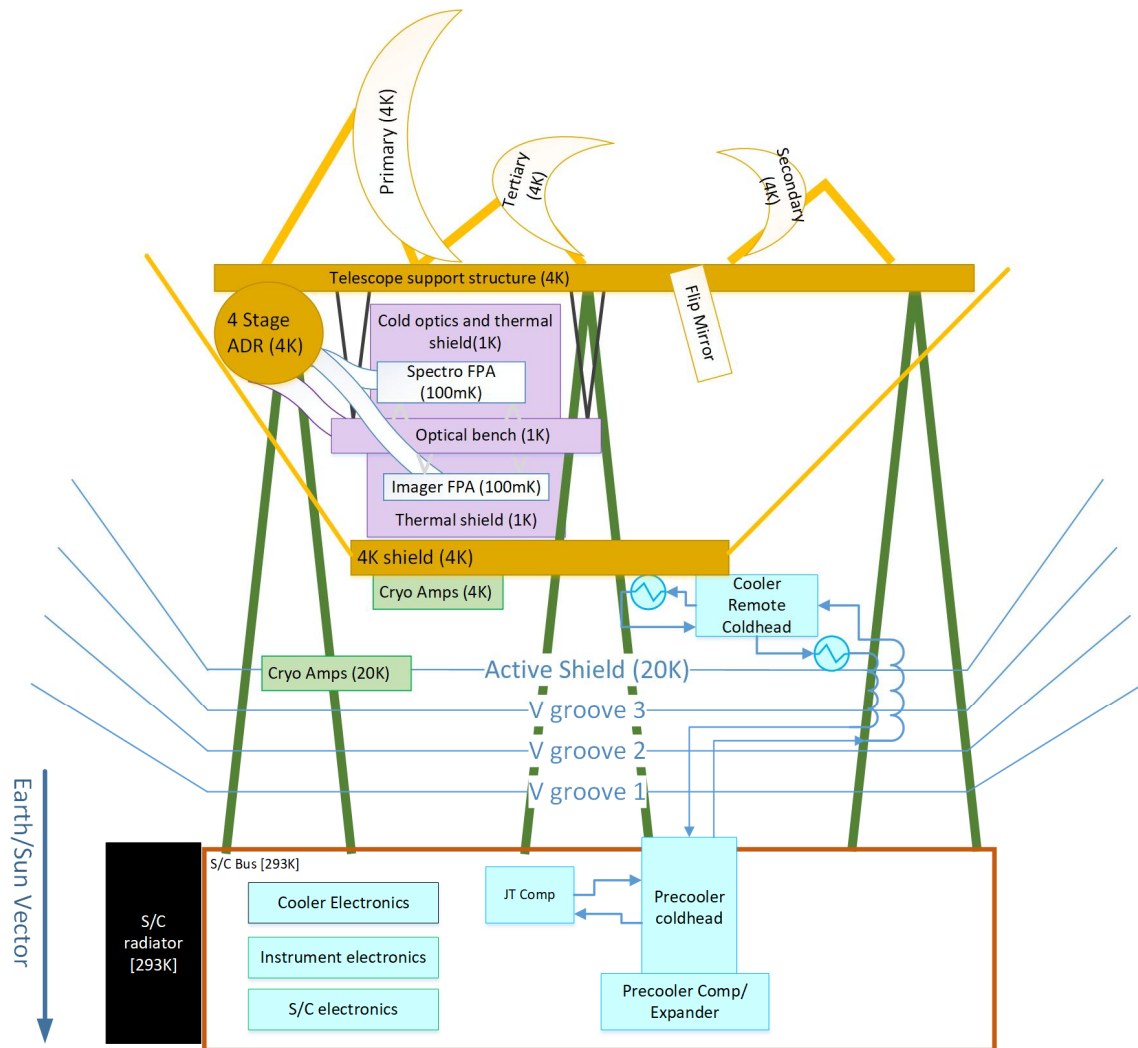 Primary (4K)
Tertiary
(4K)
Secondary
(4K)
Telescope support structure (4K)
4 Stage
ADR (4K)
Cold optics and thermal
shield(1K)
Flip Mirror
Spectro FPA
(100mK)
Optical bench (1K)
Imager FPA (100mK)
Thermal shield (1K)
4K shield (4K)
Cryo Amps (4K)
Cooler
Remote
Coldhead
Cryo Amps (20K)
Active Shield (20K)
V groove 3
V groove 2
V groove 1
Earth/Sun Vector
S/C Bus [293K]
S/C
radiator
[293K]
Cooler Electronics
Instrument electronics
S/C electronics
JT Comp
Precooler
coldhead
Precooler Comp/
Expander